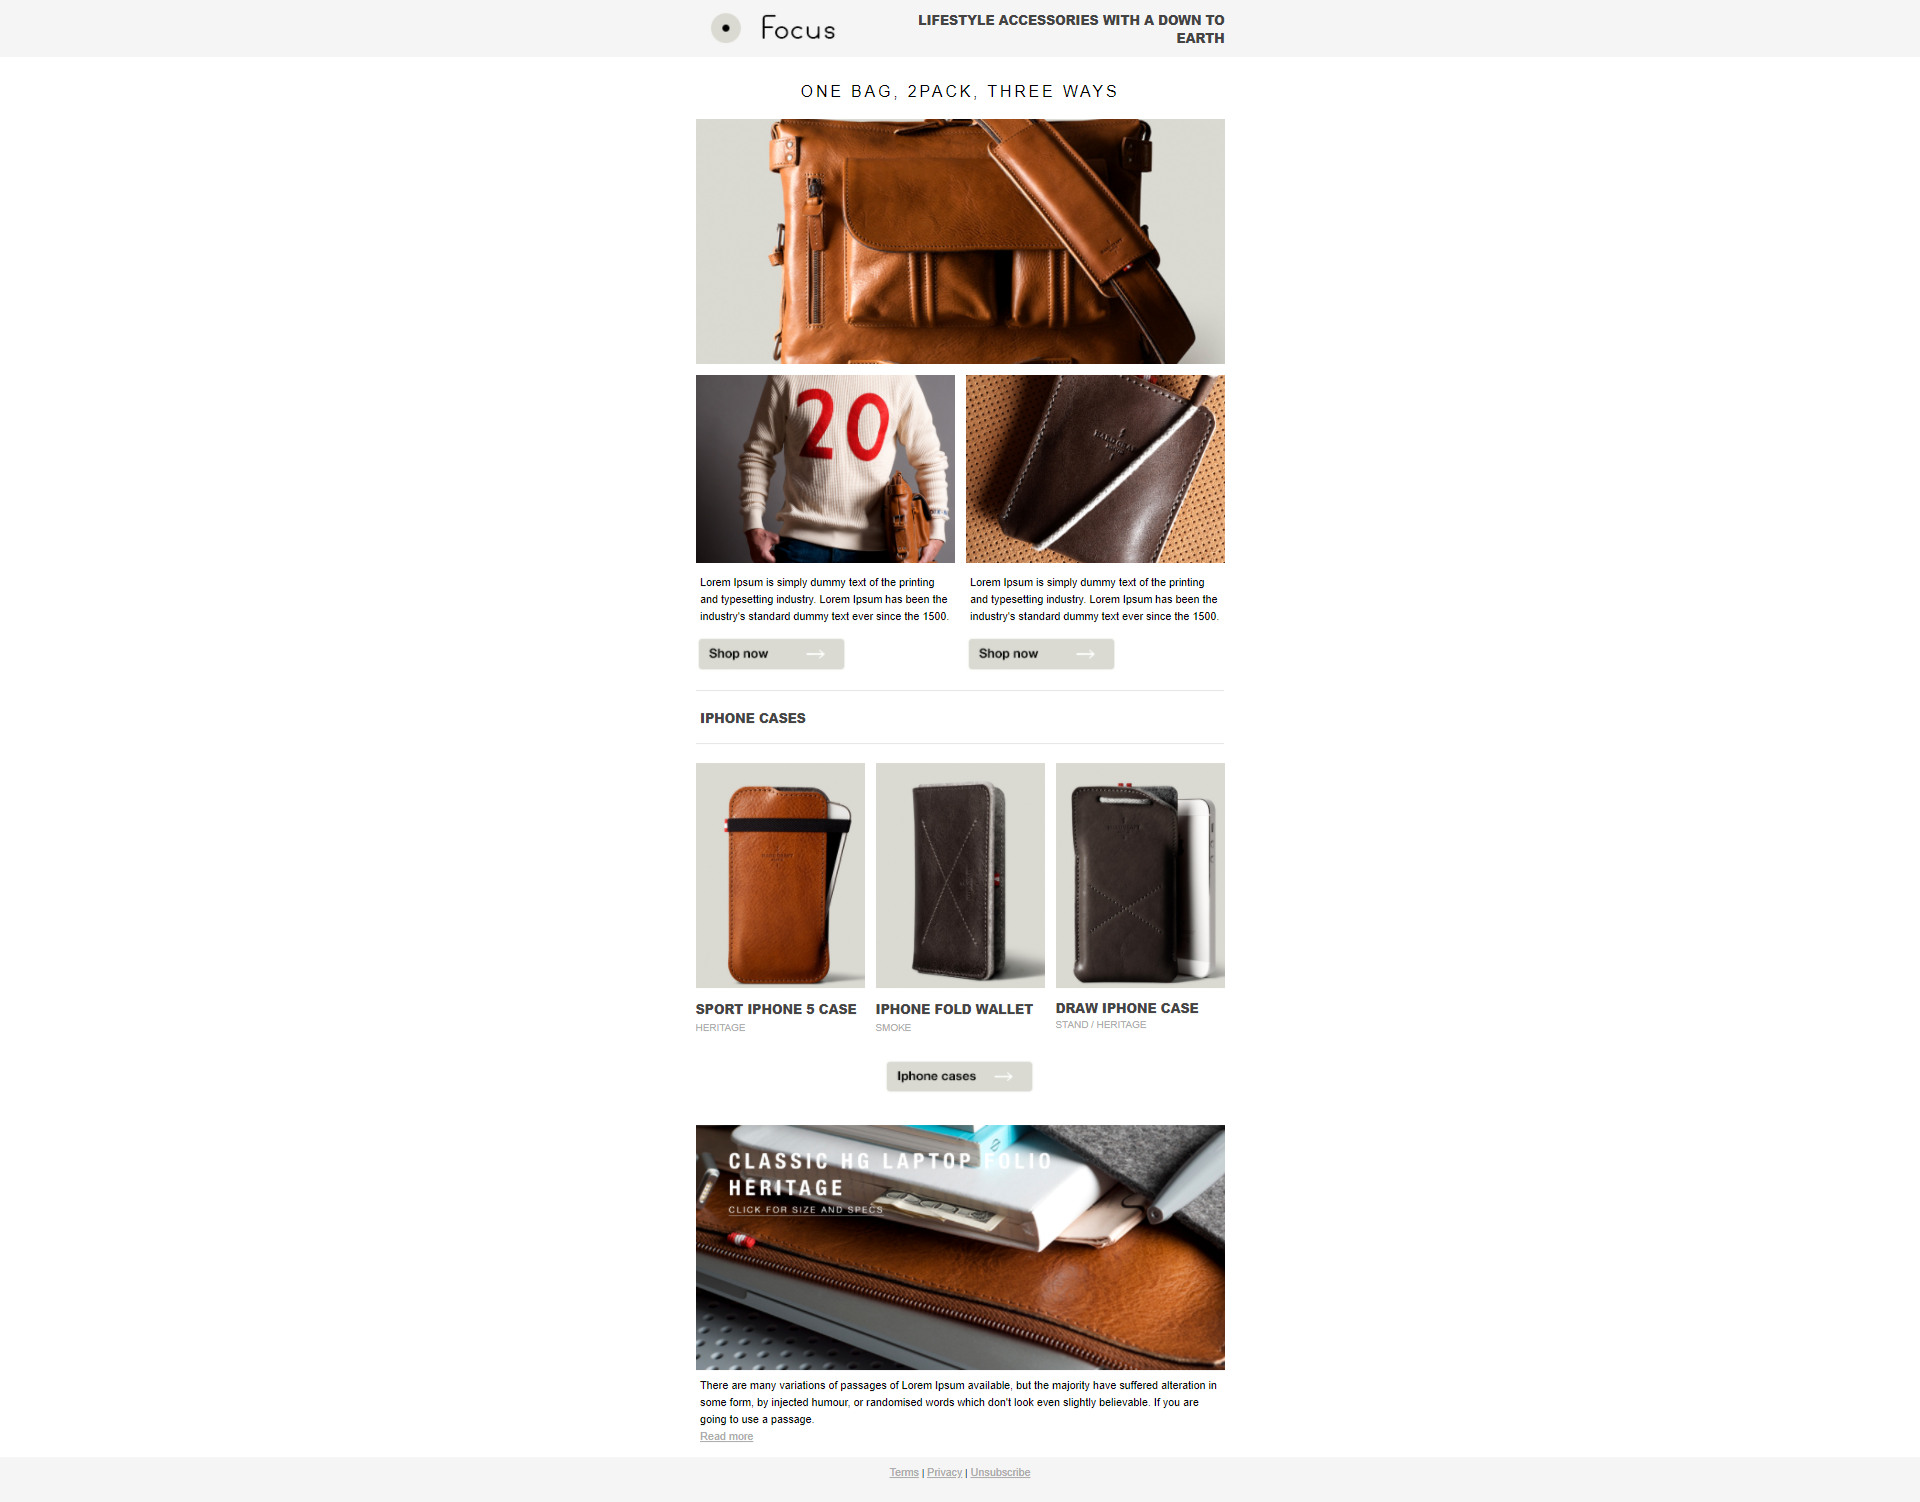 Focus
LIFESTYLE ACCESSORIES WITH A DOWN TO
EARTH
ONE BAG, 2PACK, THREE WAYS
20
Lorem Ipsum is simply dummy text of the printing
and typesetting industry. Lorem Ipsum has been the
industry's standard dummy text ever since the 1500.
Shop now
Lorem Ipsum is simply dummy text of the printing
and typesetting industry. Lorem Ipsum has been the
industry's standard dummy text ever since the 1500.
Shop now
IPHONE CASES
SPORT IPHONE 5 CASE
HERITAGE
IPHONE FOLD WALLET
SMOKE
DRAW IPHONE CASE
STAND / HERITAGE
Iphone cases
CLASSIC HG LAPTOP FOLIO
HERITAGE
CLICK FOR SIZE AND SPECS
There are many variations of passages of Lorem Ipsum available, but the majority have suffered alteration in
some form, by injected humour, or randomised words which don't look even slightly believable. If you are
going to use a passage.
Read more
Terms | Privacy | Unsubscribe